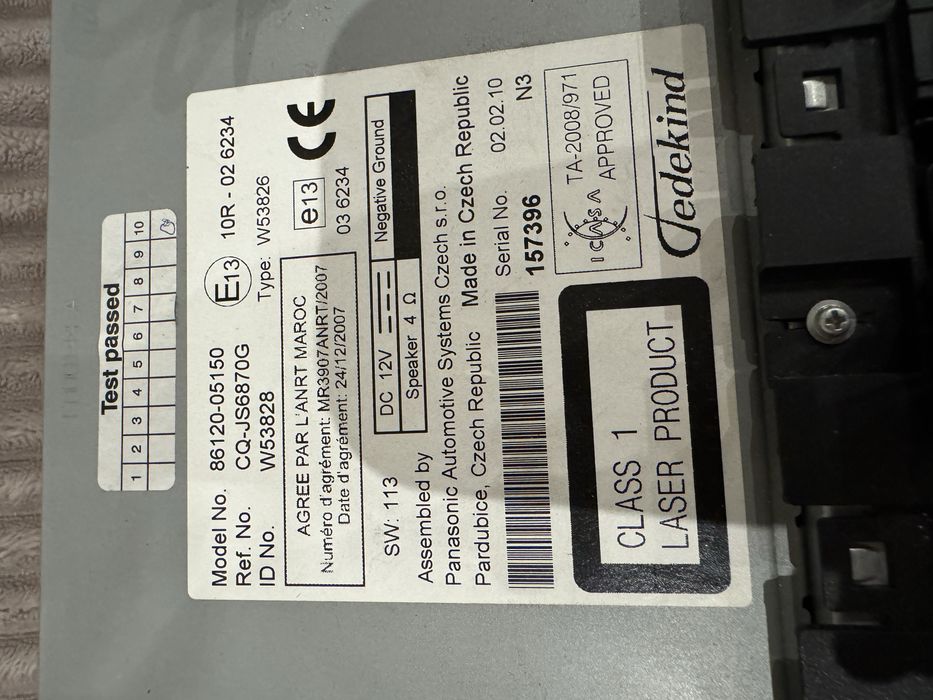 Test passed
1 2 3 4 5 6 7 8 9 10
Model No. 86120-05150
Ref. No. CQ-JS6870G
ID No. W53828
E13 10R - 02 6234
Type: W53826
AGREE PAR L'ANRT MAROC
Numéro d'agrément: MR3907ANRT/2007
Date d'agrément: 24/12/2007
e13
03 6234
CE
SW: 113
DC 12V
Negative Ground
Speaker 4 Ω
Assembled by
Panasonic Automotive Systems Czech s.r.o.
Pardubice, Czech Republic Made in Czech Republic
Serial No. 02.02.10
157396 N3
CLASS 1
LASER PRODUCT
ICASA
TA-2008/971
APPROVED